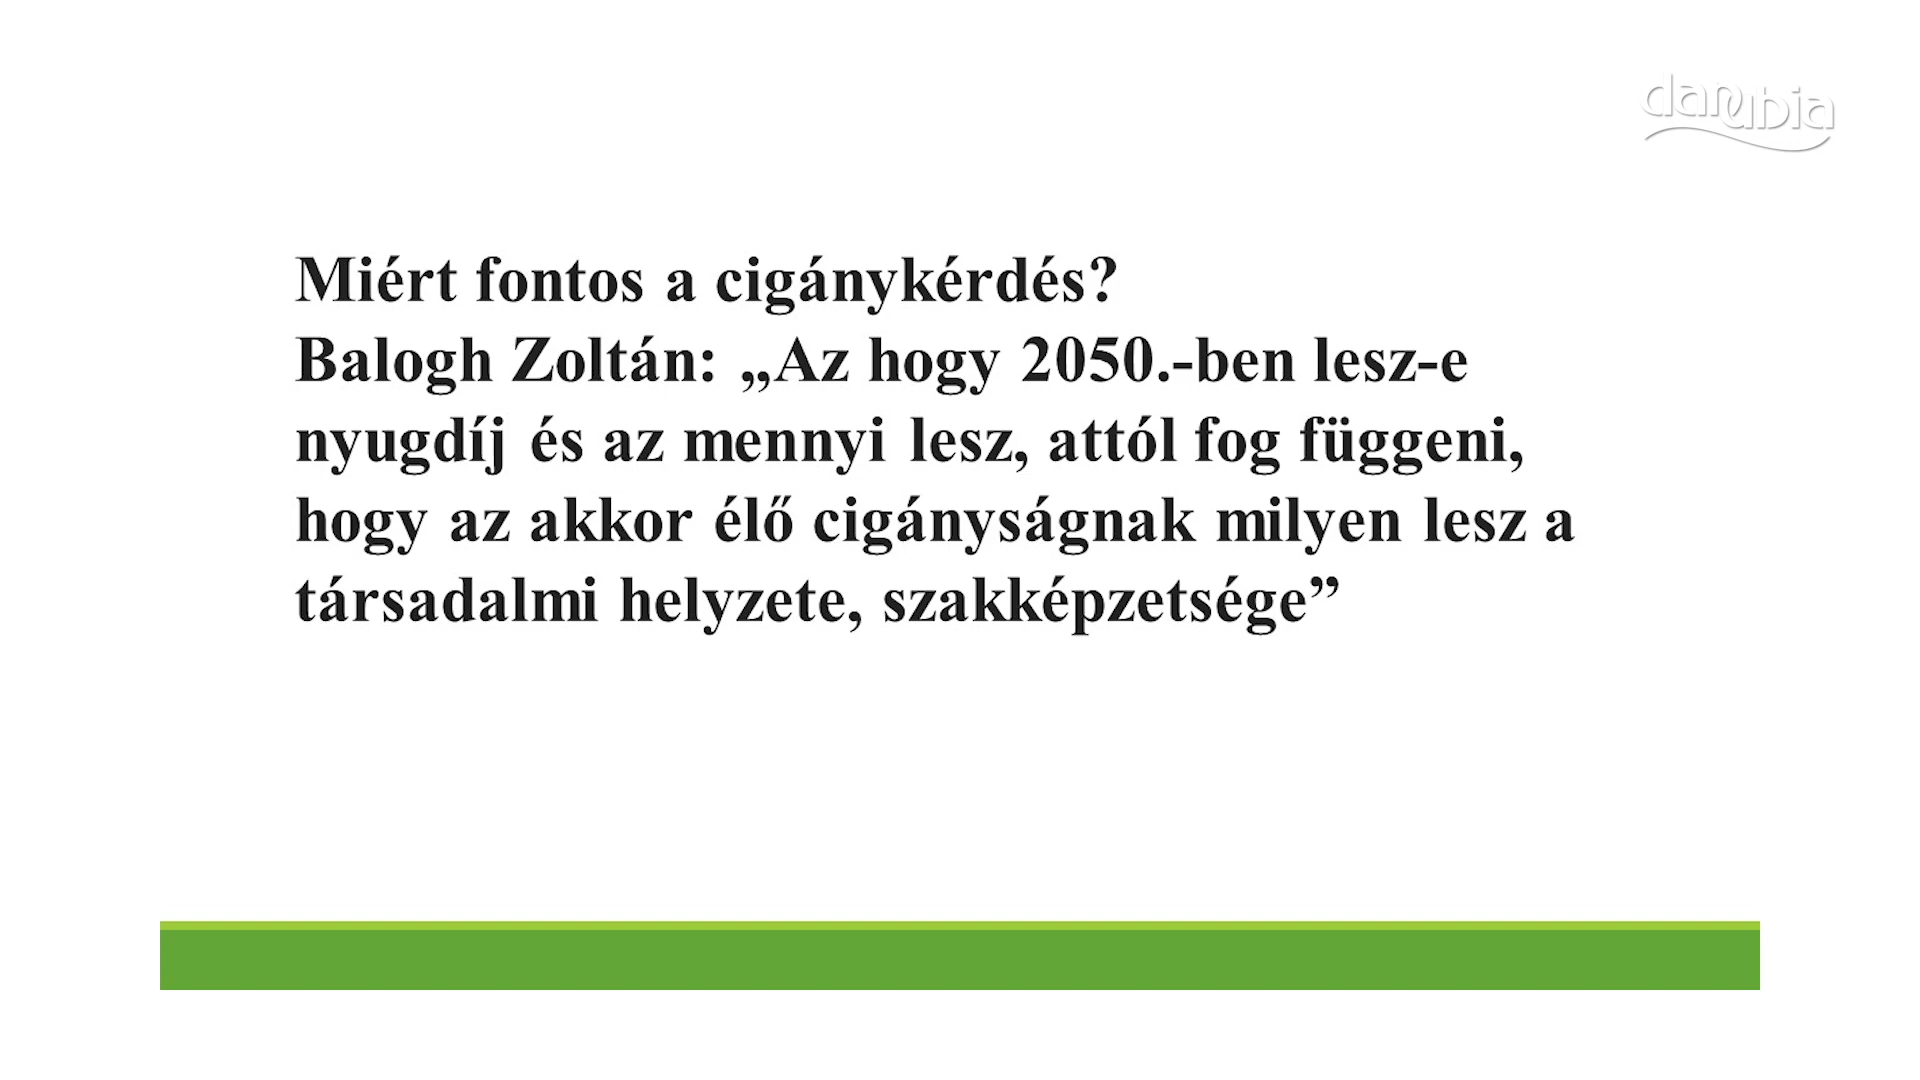 danubia
Miért fontos a cigánykérdés?
Balogh Zoltán: „Az hogy 2050.-ben lesz-e
nyugdíj és az mennyi lesz, attól fog függeni,
hogy az akkor élő cigányságnak milyen lesz a
társadalmi helyzete, szakképzetsége”